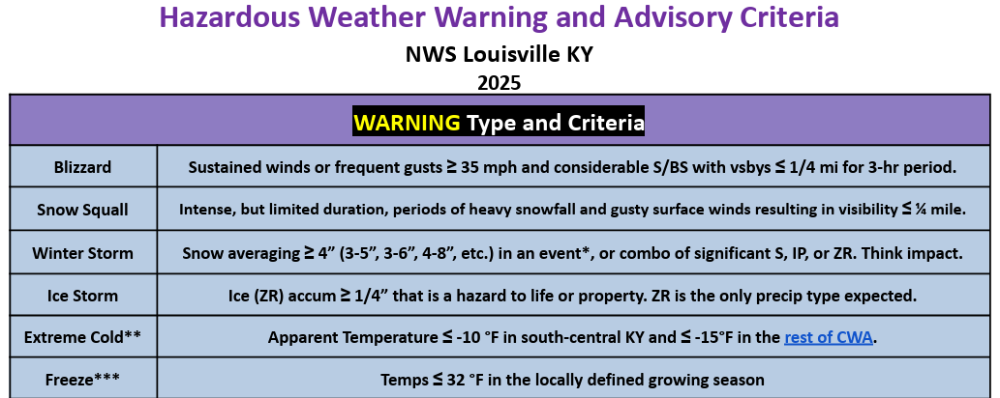 Hazardous Weather Warning and Advisory Criteria
NWS Louisville KY
2025
WARNING Type and Criteria
Blizzard Sustained winds or frequent gusts ≥ 35 mph and considerable S/BS with vsbys ≤ 1/4 mi for 3-hr period.
Snow Squall Intense, but limited duration, periods of heavy snowfall and gusty surface winds resulting in visibility ≤ ¼ mile.
Winter Storm Snow averaging ≥ 4” (3-5”, 3-6”, 4-8”, etc.) in an event*, or combo of significant S, IP, or ZR. Think impact.
Ice Storm Ice (ZR) accum ≥ 1/4” that is a hazard to life or property. ZR is the only precip type expected.
Extreme Cold** Apparent Temperature ≤ -10 °F in south-central KY and ≤ -15°F in the rest of CWA.
Freeze*** Temps ≤ 32 °F in the locally defined growing season